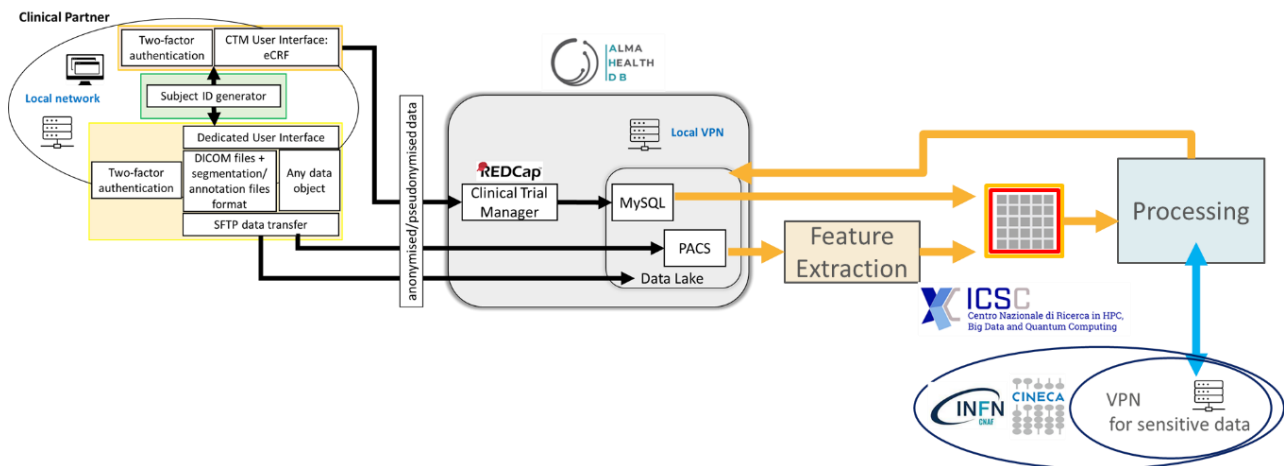 Clinical Partner
Two-factor
authentication
CTM User Interface:
eCRF
Local network
Subject ID generator
Dedicated User Interface
Two-factor
authentication
DICOM files +
segmentation/
annotation files
format
Any data
object
SFTP data transfer
anonymised/pseudonymised data
ALMA
HEALTH
DB
Local VPN
REDCap
Clinical Trial
Manager
MySQL
PACS
Data Lake
Feature
Extraction
Processing
ICSC
Centro Nazionale di Ricerca in HPC,
Big Data and Quantum Computing
INFN
CNAF
CINECA
VPN
for sensitive data